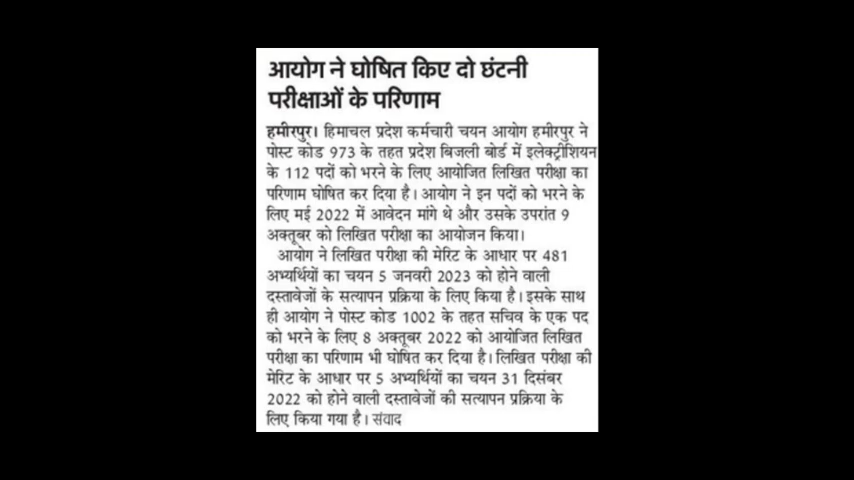 आयोग ने घोषित किए दो छंटनी
परीक्षाओं के परिणाम
हमीरपुर। हिमाचल प्रदेश कर्मचारी चयन आयोग हमीरपुर ने
पोस्ट कोड 973 के तहत प्रदेश बिजली बोर्ड में इलेक्ट्रीशियन
के 112 पदों को भरने के लिए आयोजित लिखित परीक्षा का
परिणाम घोषित कर दिया है। आयोग ने इन पदों को भरने के
लिए मई 2022 में आवेदन मांगे थे और उसके उपरांत 9
अक्तूबर को लिखित परीक्षा का आयोजन किया।
आयोग ने लिखित परीक्षा की मेरिट के आधार पर 481
अभ्यर्थियों का चयन 5 जनवरी 2023 को होने वाली
दस्तावेजों के सत्यापन प्रक्रिया के लिए किया है। इसके साथ
ही आयोग ने पोस्ट कोड 1002 के तहत सचिव के एक पद
को भरने के लिए 8 अक्तूबर 2022 को आयोजित लिखित
परीक्षा का परिणाम भी घोषित कर दिया है। लिखित परीक्षा की
मेरिट के आधार पर 5 अभ्यर्थियों का चयन 31 दिसंबर
2022 को होने वाली दस्तावेजों की सत्यापन प्रक्रिया के
लिए किया गया है। संवाद